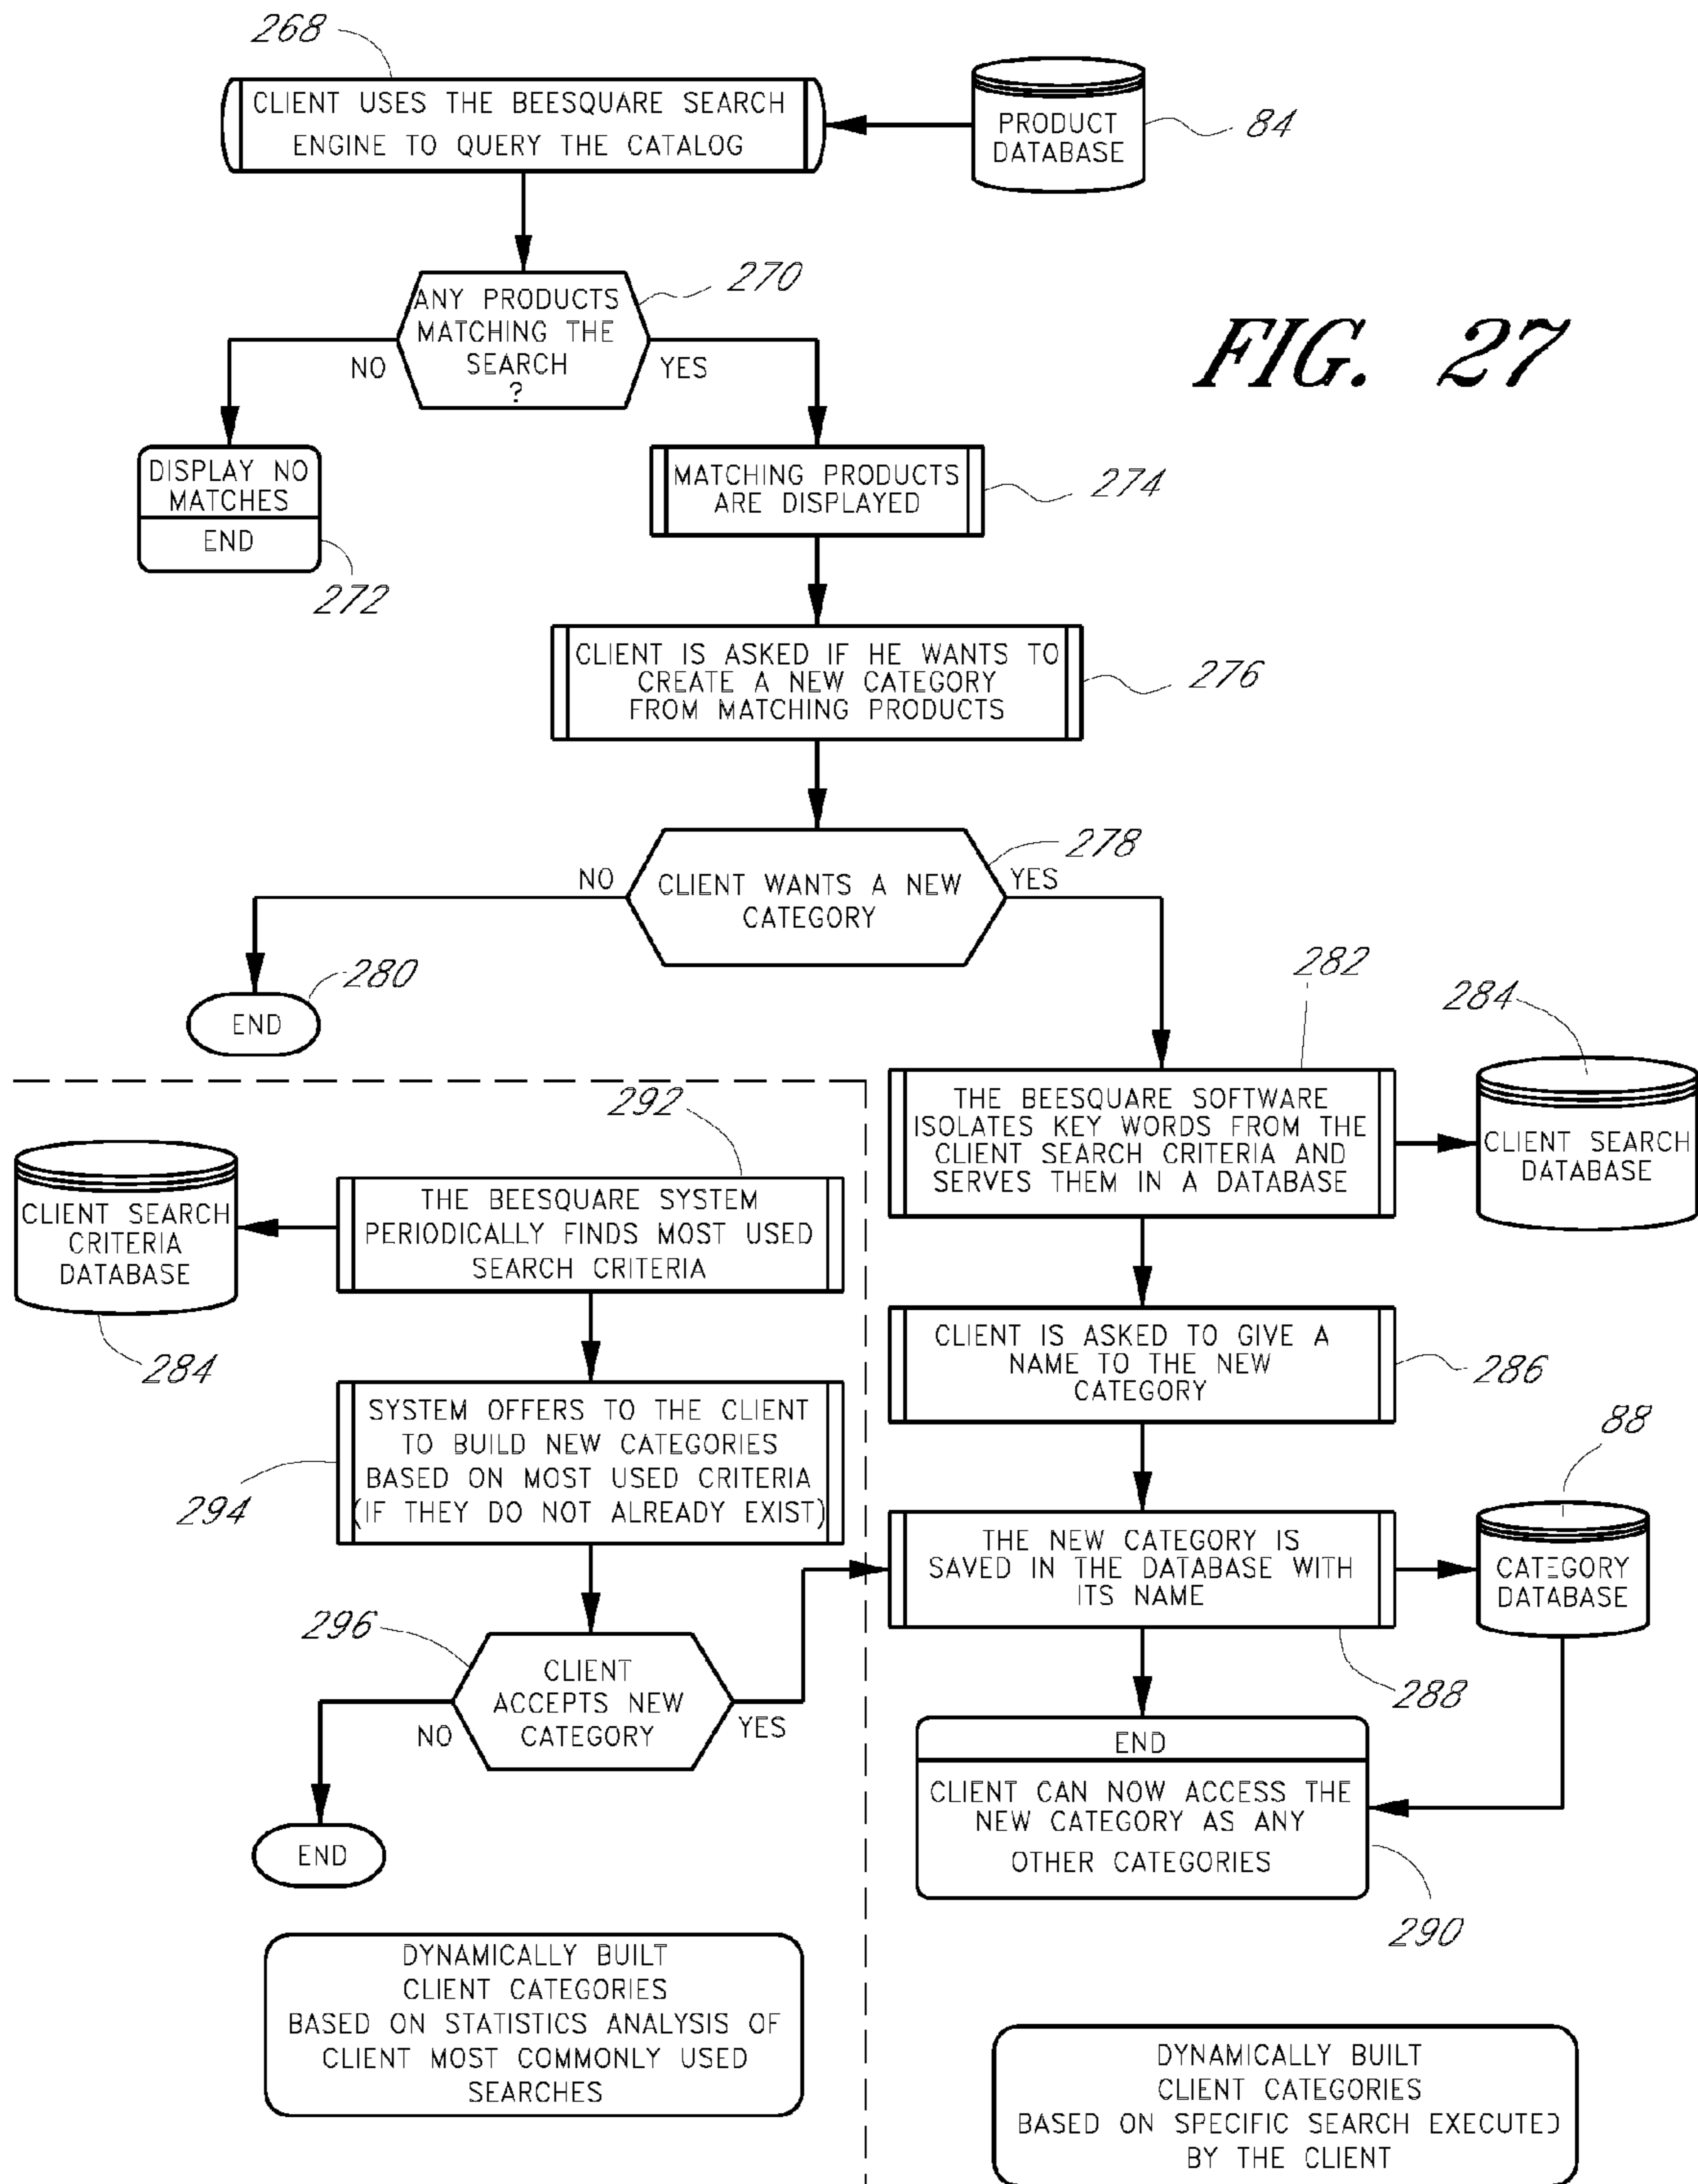 268
CLIENT USES THE BEESQUARE SEARCH
ENGINE TO QUERY THE CATALOG
PRODUCT
DATABASE
84
270
ANY PRODUCTS
MATCHING THE
SEARCH
?
NO
YES
FIG. 27
DISPLAY NO
MATCHES
END
272
MATCHING PRODUCTS
ARE DISPLAYED
274
CLIENT IS ASKED IF HE WANTS TO
CREATE A NEW CATEGORY
FROM MATCHING PRODUCTS
276
278
NO
CLIENT WANTS A NEW
CATEGORY
YES
280
END
282
284
THE BEESQUARE SOFTWARE
ISOLATES KEY WORDS FROM THE
CLIENT SEARCH CRITERIA AND
SERVES THEM IN A DATABASE
CLIENT SEARCH
DATABASE
292
CLIENT SEARCH
CRITERIA
DATABASE
284
THE BEESQUARE SYSTEM
PERIODICALLY FINDS MOST USED
SEARCH CRITERIA
CLIENT IS ASKED TO GIVE A
NAME TO THE NEW
CATEGORY
286
SYSTEM OFFERS TO THE CLIENT
TO BUILD NEW CATEGORIES
BASED ON MOST USED CRITERIA
(IF THEY DO NOT ALREADY EXIST)
294
88
THE NEW CATEGORY IS
SAVED IN THE DATABASE WITH
ITS NAME
CATEGORY
DATABASE
288
296
CLIENT
ACCEPTS NEW
CATEGORY
NO
YES
END
END
CLIENT CAN NOW ACCESS THE
NEW CATEGORY AS ANY
OTHER CATEGORIES
290
DYNAMICALLY BUILT
CLIENT CATEGORIES
BASED ON STATISTICS ANALYSIS OF
CLIENT MOST COMMONLY USED
SEARCHES
DYNAMICALLY BUILT
CLIENT CATEGORIES
BASED ON SPECIFIC SEARCH EXECUTED
BY THE CLIENT